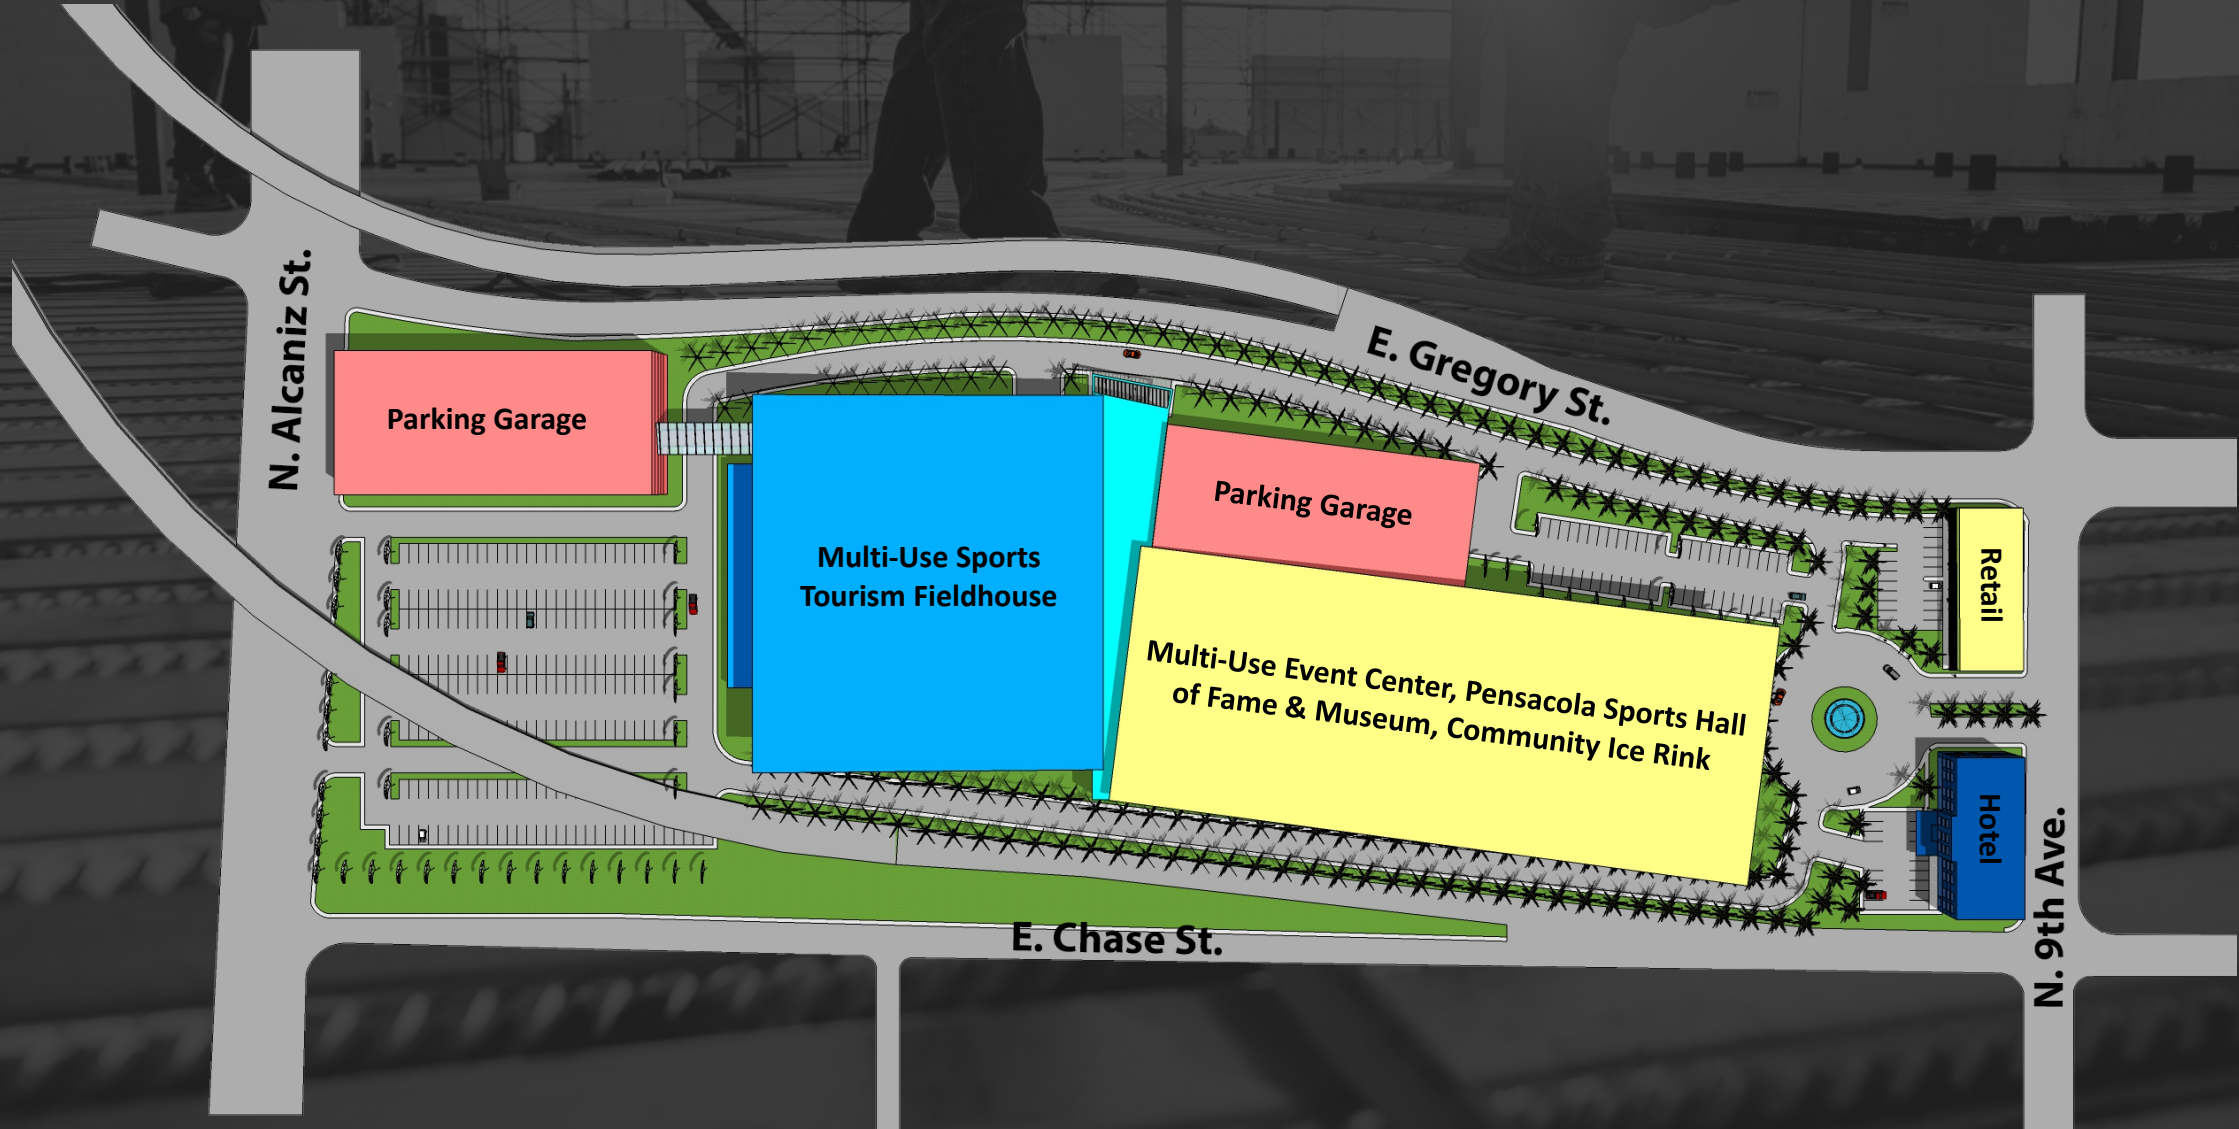 N. Alcaniz St.
Parking Garage
E. Gregory St.
Parking Garage
Multi-Use Sports
Tourism Fieldhouse
Retail
Multi-Use Event Center, Pensacola Sports Hall
of Fame & Museum, Community Ice Rink
Hotel
N. 9th Ave.
E. Chase St.